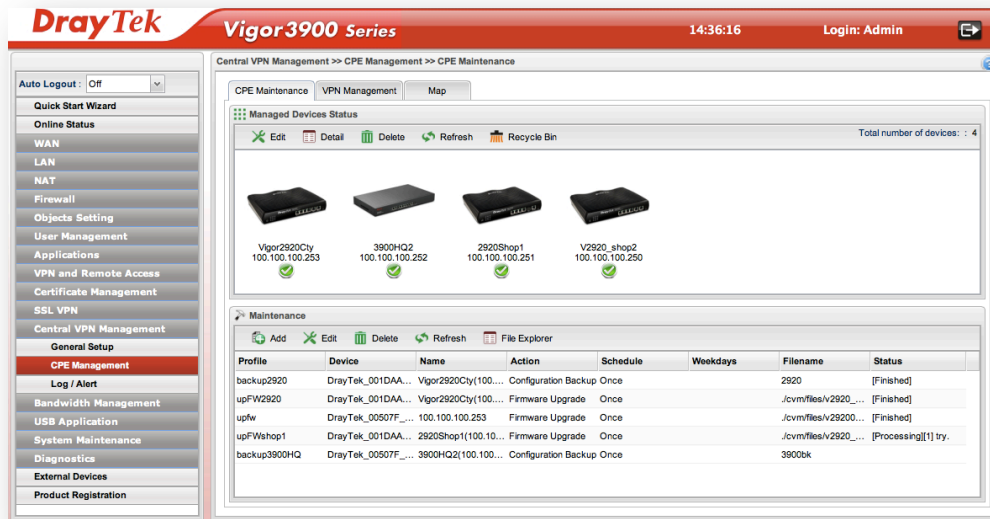 DrayTek
Vigor3900 Series
14:36:16
Login: Admin
Auto Logout : Off
Quick Start Wizard
Online Status
WAN
LAN
NAT
Firewall
Objects Setting
User Management
Applications
VPN and Remote Access
Certificate Management
SSL VPN
Central VPN Management
General Setup
CPE Management
Log / Alert
Bandwidth Management
USB Application
System Maintenance
Diagnostics
External Devices
Product Registration
Central VPN Management >> CPE Management >> CPE Maintenance
CPE Maintenance VPN Management Map
Managed Devices Status
Edit Detail Delete Refresh Recycle Bin Total number of devices: : 4
Vigor2920Cty 3900HQ2 2920Shop1 V2920_shop2
100.100.100.253 100.100.100.252 100.100.100.251 100.100.100.250
Maintenance
Add Edit Delete Refresh File Explorer
Profile Device Name Action Schedule Weekdays Filename Status
backup2920 DrayTek_001DAA... Vigor2920Cty(100.... Configuration Backup Once 2920 [Finished]
upFW2920 DrayTek_001DAA... Vigor2920Cty(100.... Firmware Upgrade Once ./cvm/files/v2920_... [Finished]
upfw DrayTek_00507F_... 100.100.100.253 Firmware Upgrade Once ./cvm/files/v29200... [Finished]
upFWshop1 DrayTek_001DAA... 2920Shop1(100.10... Firmware Upgrade Once ./cvm/files/v2920_... [Processing][1] try.
backup3900HQ DrayTek_00507F_... 3900HQ2(100.100... Configuration Backup Once 3900bk